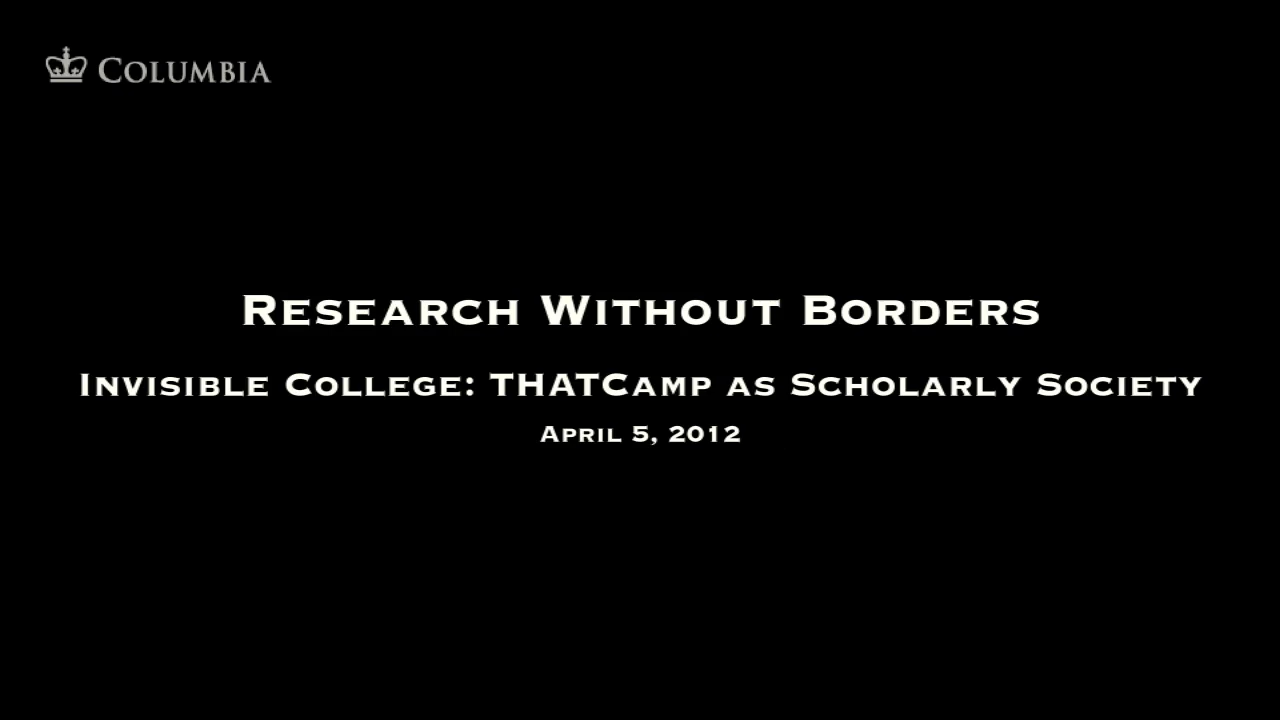 Columbia
Research Without Borders
Invisible College: THATCamp as Scholarly Society
April 5, 2012